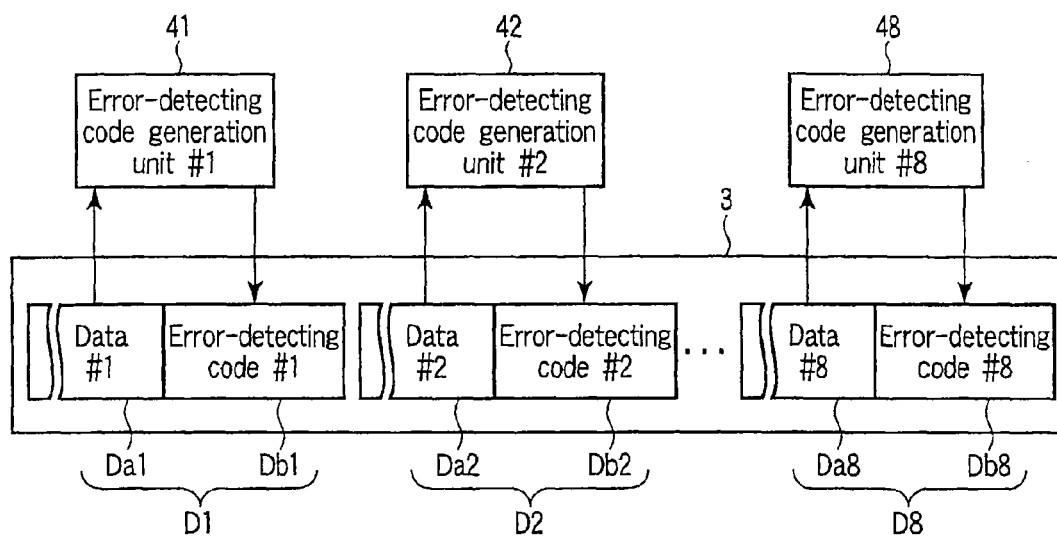 41
42
48
Error-detecting
code generation
unit #1
Error-detecting
code generation
unit #2
Error-detecting
code generation
unit #8
3
Data
#1
Error-detecting
code #1
Data
#2
Error-detecting
code #2
...
Data
#8
Error-detecting
code #8
Da1
Db1
Da2
Db2
Da8
Db8
D1
D2
D8